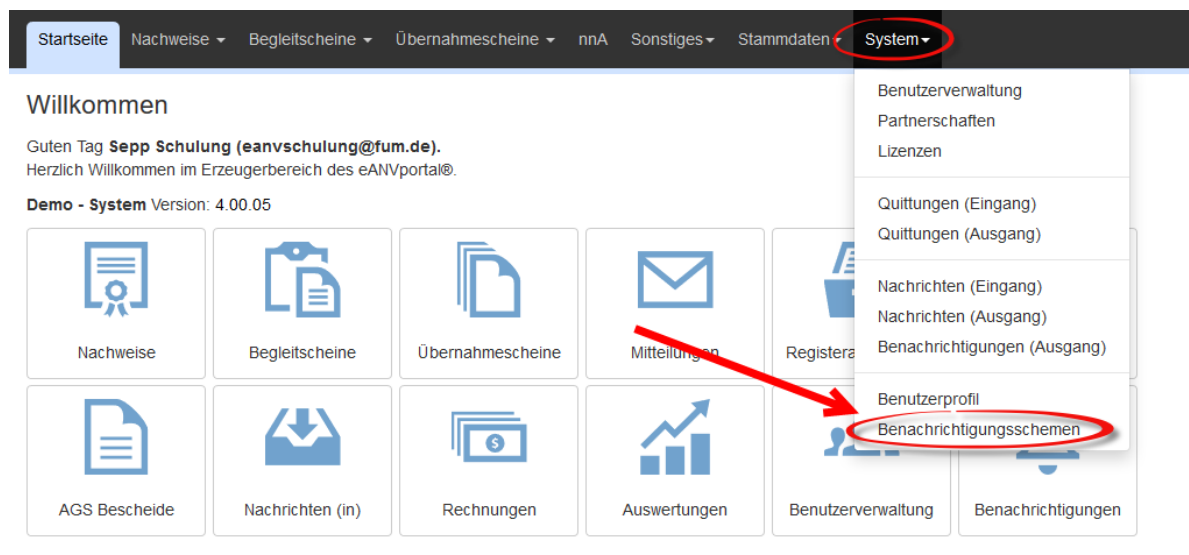 Startseite Nachweise Begleitscheine Übernahmescheine nnA Sonstiges Stammdaten System
Willkommen
Guten Tag Sepp Schulung (eanvschulung@fum.de).
Herzlich Willkommen im Erzeugerbereich des eANVportal®.
Demo - System Version: 4.00.05
Benutzerverwaltung
Partnerschaften
Lizenzen
Quittungen (Eingang)
Quittungen (Ausgang)
Nachrichten (Eingang)
Nachrichten (Ausgang)
Benachrichtigungen (Ausgang)
Benutzerprofil
Benachrichtigungsschemen
Nachweise Begleitscheine Übernahmescheine Mitteilungen
AGS Bescheide Nachrichten (in) Rechnungen Auswertungen Benutzerverwaltung Benachrichtigungen